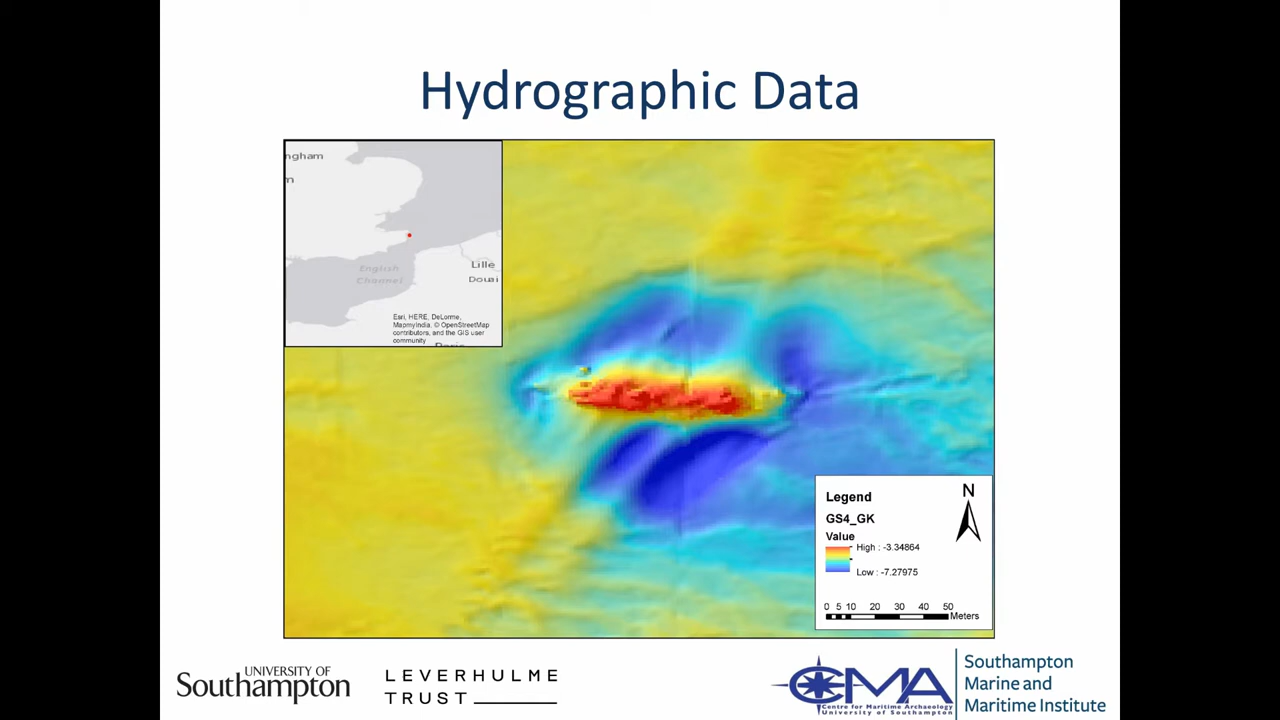 Hydrographic Data
ngham
m
English
Channel
Lille
Douai
Esri, HERE, DeLorme,
MapmyIndia, © OpenStreetMap
contributors, and the GIS user
community
Paris
Legend
GS4_GK
Value
High : -3.34864
Low : -7.27975
N
0 5 10 20 30 40 50
Meters
UNIVERSITY OF
Southampton
LEVERHULME
TRUST
CMA
Centre for Maritime Archaeology
University of Southampton
Southampton
Marine and
Maritime Institute